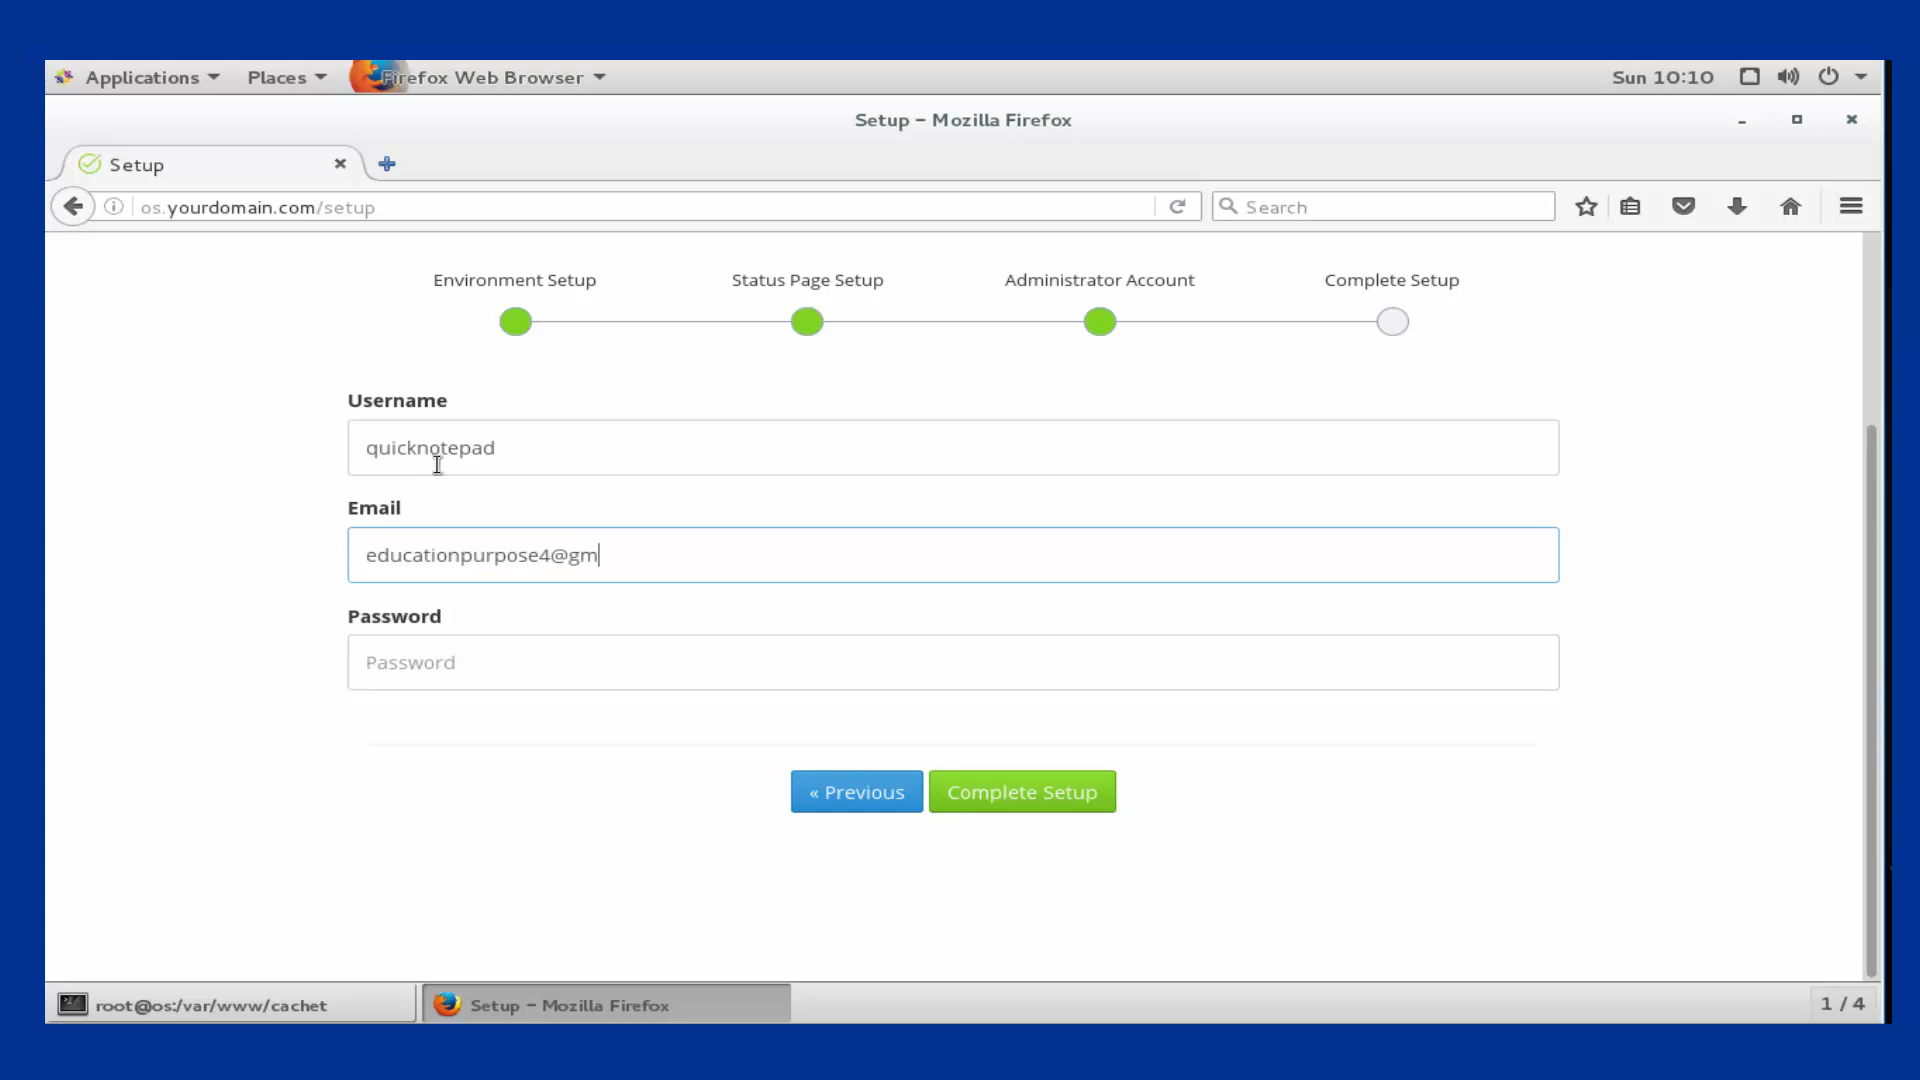 Applications Places Firefox Web Browser Sun 10:10
Setup - Mozilla Firefox
Setup
os.yourdomain.com/setup Search
Environment Setup Status Page Setup Administrator Account Complete Setup
Username
quicknotepad
Email
educationpurpose4@gm
Password
Password
« Previous Complete Setup
root@os:/var/www/cachet Setup - Mozilla Firefox 1 / 4